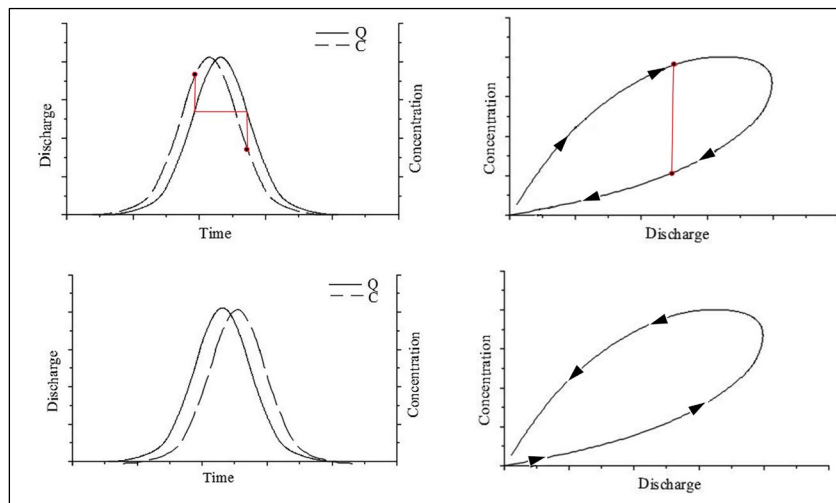 Q
C
Discharge
Concentration
Time
Concentration
Discharge
Q
C
Discharge
Concentration
Time
Concentration
Discharge